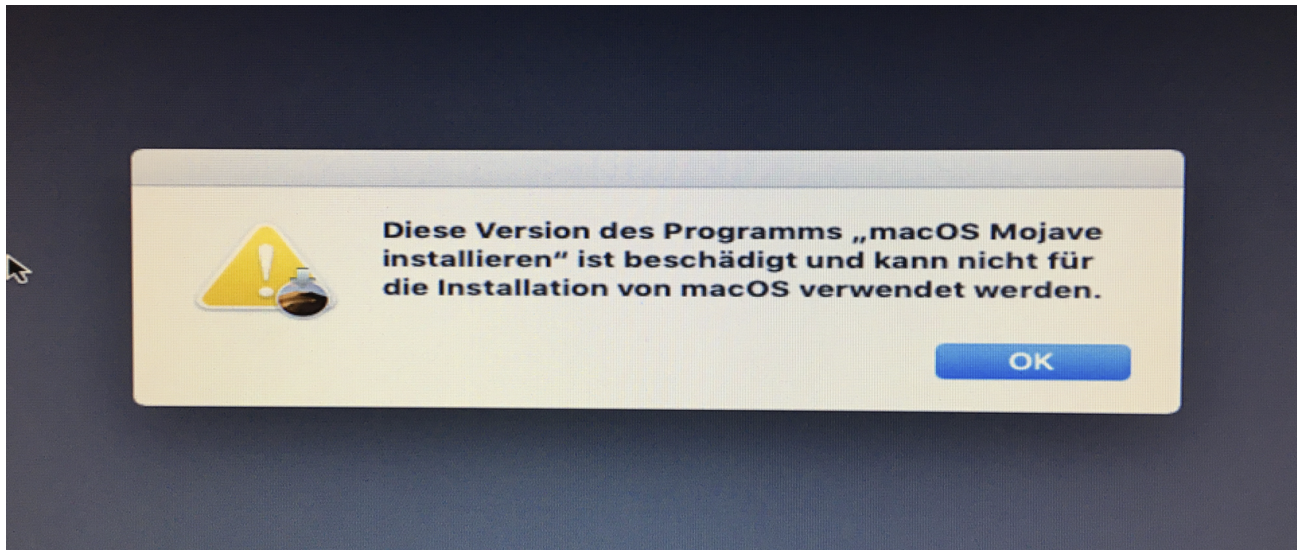 Diese Version des Programms „macOS Mojave
installieren“ ist beschädigt und kann nicht für
die Installation von macOS verwendet werden.
OK